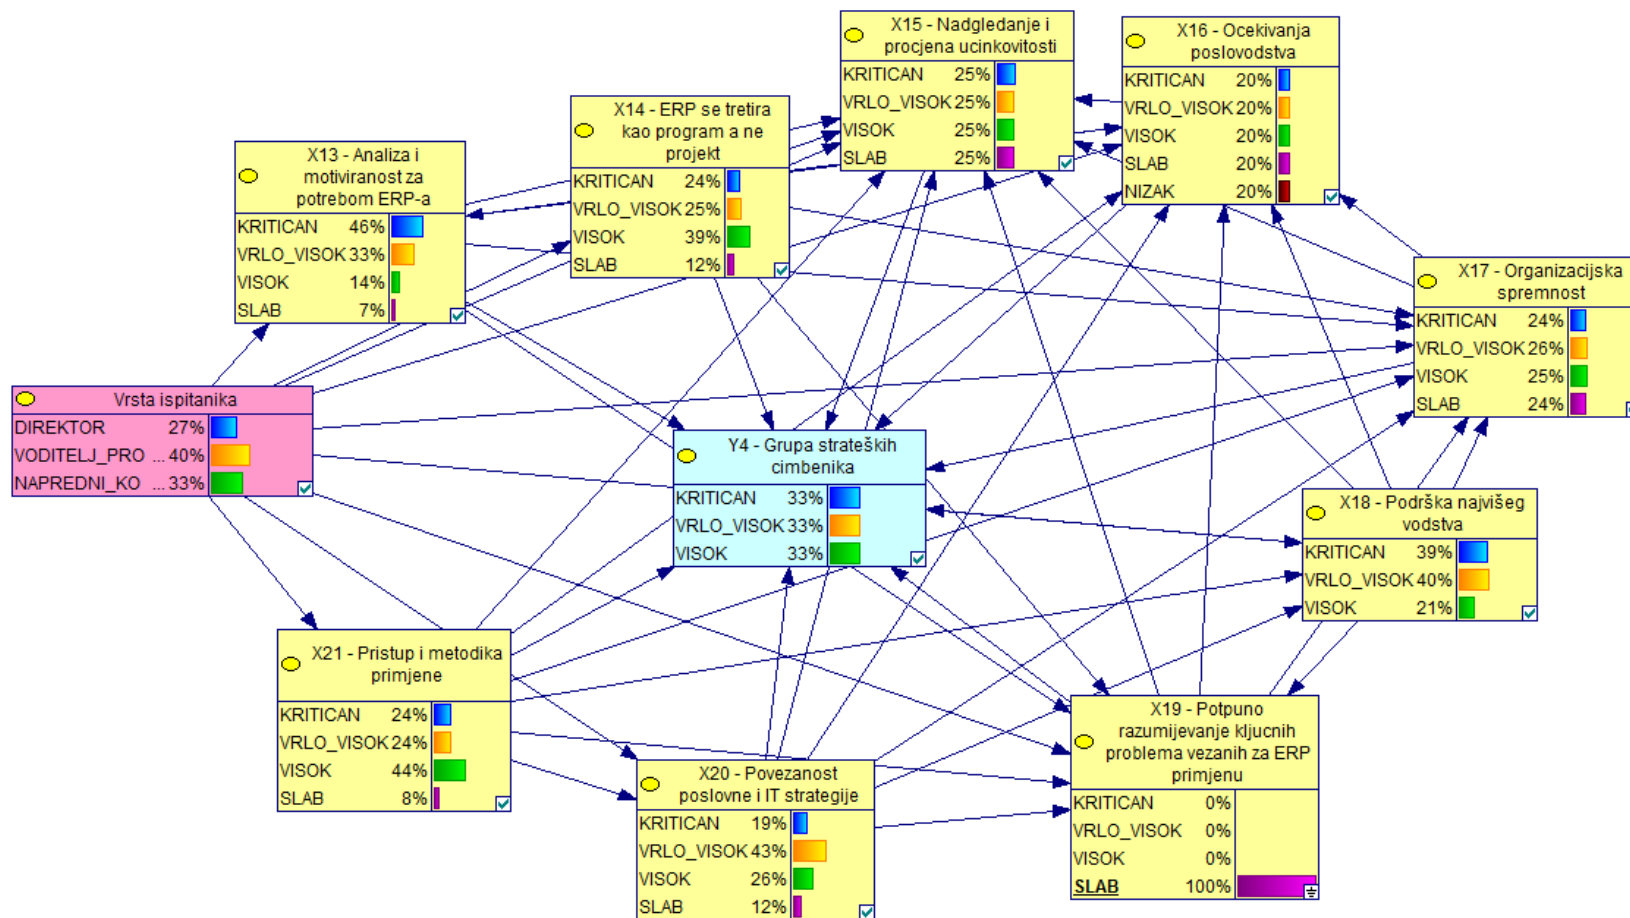 X15 - Nadgledanje i
procjena ucinkovitosti
KRITICAN 25%
VRLO_VISOK 25%
VISOK 25%
SLAB 25%
X16 - Ocekivanja
poslovodstva
KRITICAN 20%
VRLO_VISOK 20%
VISOK 20%
SLAB 20%
NIZAK 20%
X14 - ERP se tretira
kao program a ne
projekt
KRITICAN 24%
VRLO_VISOK 25%
VISOK 39%
SLAB 12%
X13 - Analiza i
motiviranost za
potrebom ERP-a
KRITICAN 46%
VRLO_VISOK 33%
VISOK 14%
SLAB 7%
X17 - Organizacijska
spremnost
KRITICAN 24%
VRLO_VISOK 26%
VISOK 25%
SLAB 24%
Vrsta ispitanika
DIREKTOR 27%
VODITELJ_PRO ... 40%
NAPREDNI_KO ... 33%
Y4 - Grupa strateških
cimbenika
KRITICAN 33%
VRLO_VISOK 33%
VISOK 33%
X18 - Podrška najvišeg
vodstva
KRITICAN 39%
VRLO_VISOK 40%
VISOK 21%
X21 - Pristup i metodika
primjene
KRITICAN 24%
VRLO_VISOK 24%
VISOK 44%
SLAB 8%
X20 - Povezanost
poslovne i IT strategije
KRITICAN 19%
VRLO_VISOK 43%
VISOK 26%
SLAB 12%
X19 - Potpuno
razumijevanje kljucnih
problema vezanih za ERP
primjenu
KRITICAN 0%
VRLO_VISOK 0%
VISOK 0%
SLAB 100%